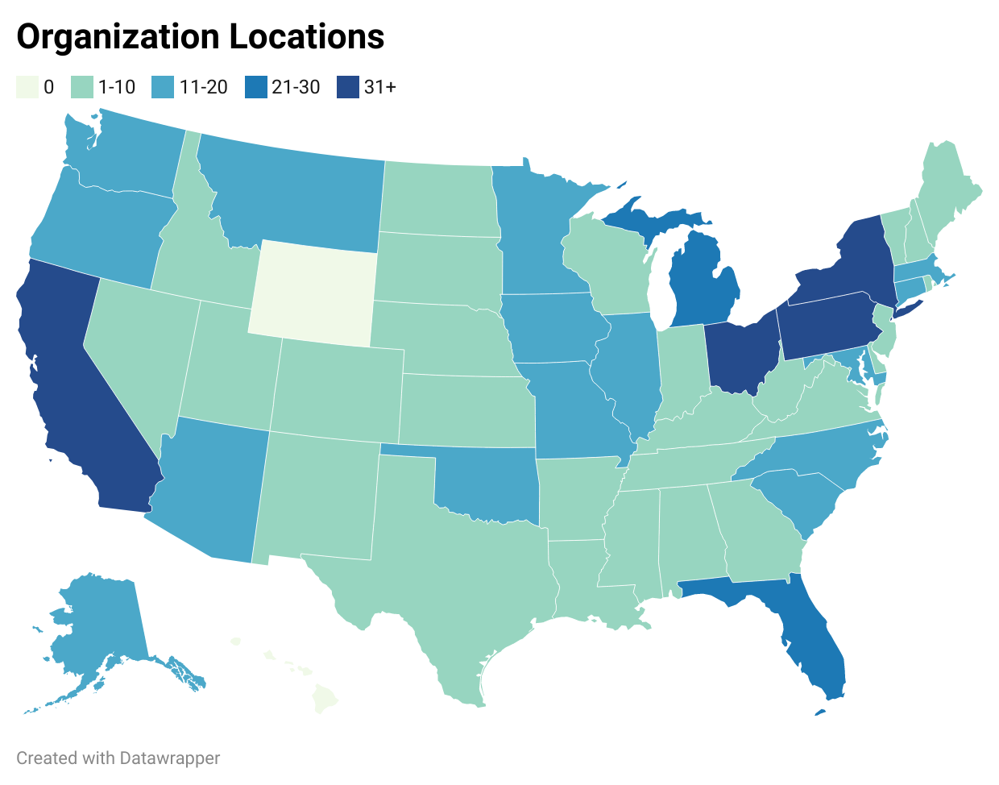 Organization Locations
0 1-10 11-20 21-30 31+
Created with Datawrapper